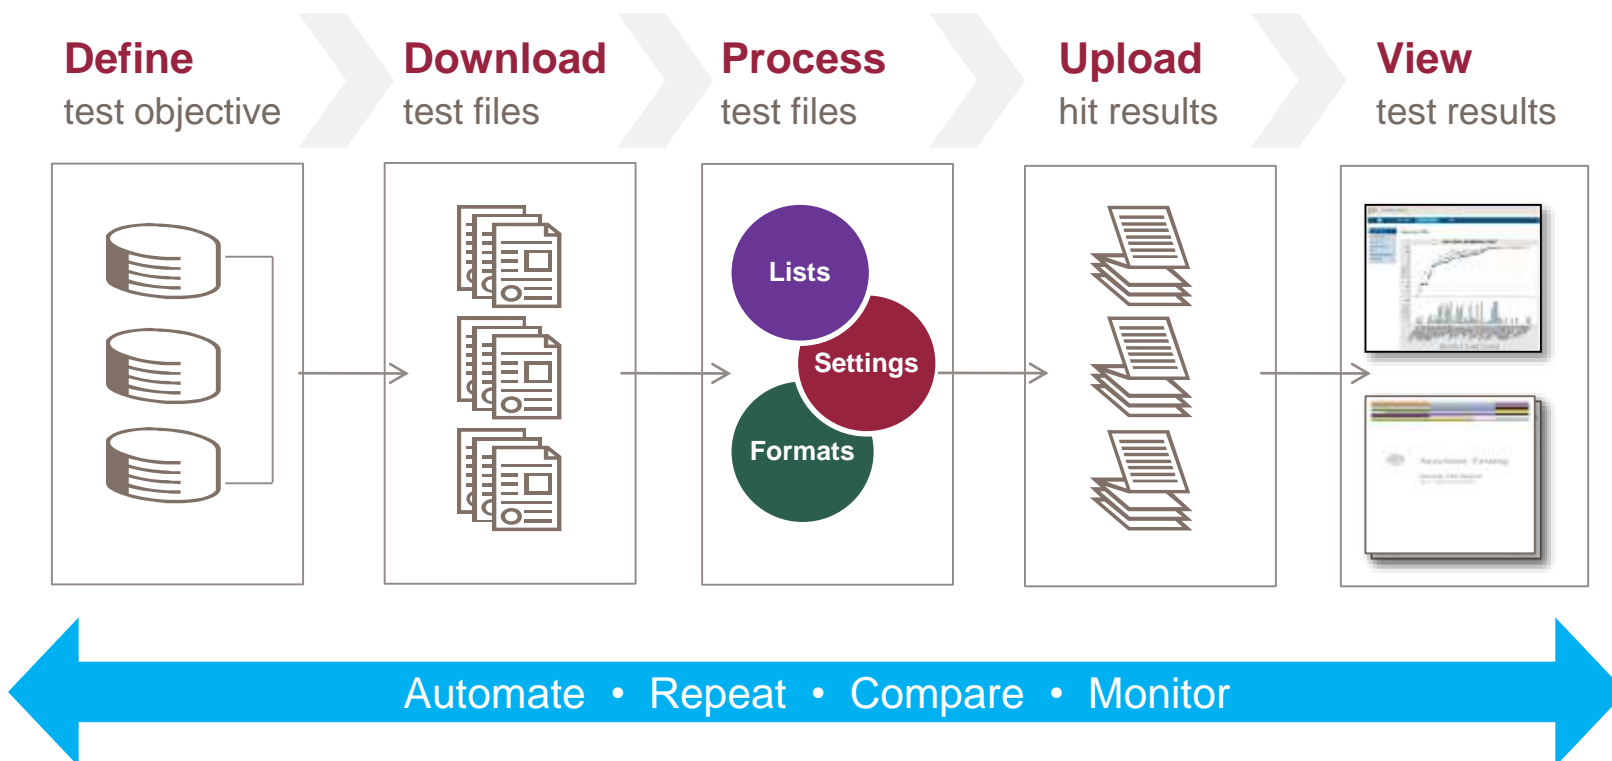 Define
test objective
Download
test files
Process
test files
Upload
hit results
View
test results
Lists
Settings
Formats
Automate • Repeat • Compare • Monitor